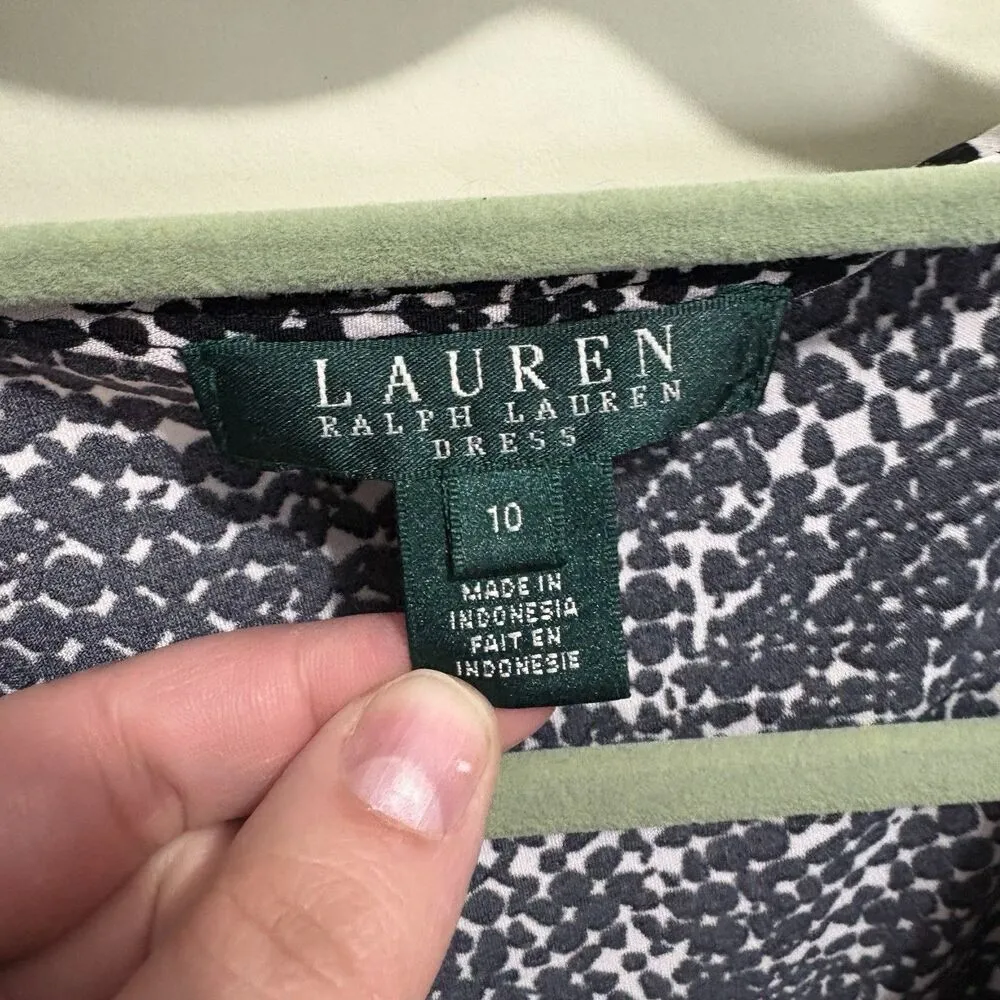 LAUREN
RALPH LAUREN
DRESS
10
MADE IN
INDONESIA
FAIT EN
INDONESIE